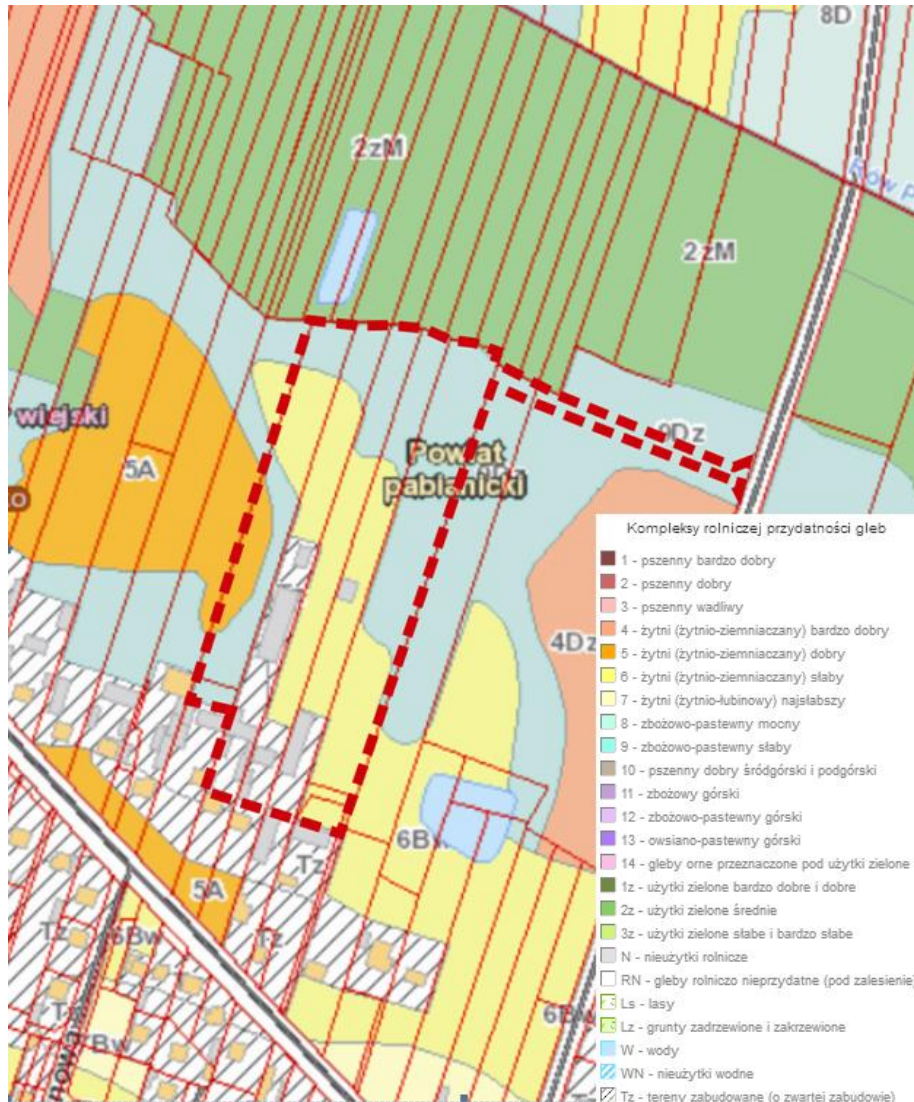 8D
2zM
Rów P
2zM
wiejski
9Dz
Powiat
pabianicki
5A
o
4Dz
6Bw
Tz
5A
Tz
Tz
6Bw
6Bw
7Bw
nowa
Kompleksy rolniczej przydatności gleb
1 - pszenny bardzo dobry
2 - pszenny dobry
3 - pszenny wadliwy
4 - żytni (żytnio-ziemniaczany) bardzo dobry
5 - żytni (żytnio-ziemniaczany) dobry
6 - żytni (żytnio-ziemniaczany) słaby
7 - żytni (żytnio-łubinowy) najsłabszy
8 - zbożowo-pastewny mocny
9 - zbożowo-pastewny słaby
10 - pszenny dobry śródgórski i podgórski
11 - zbożowy górski
12 - zbożowo-pastewny górski
13 - owsiano-pastewny górski
14 - gleby orne przeznaczone pod użytki zielone
1z - użytki zielone bardzo dobre i dobre
2z - użytki zielone średnie
3z - użytki zielone słabe i bardzo słabe
N - nieużytki rolnicze
RN - gleby rolniczo nieprzydatne (pod zalesienie)
Ls - lasy
Lz - grunty zadrzewione i zakrzewione
W - wody
WN - nieużytki wodne
Tz - tereny zabudowane (o zwartej zabudowie)